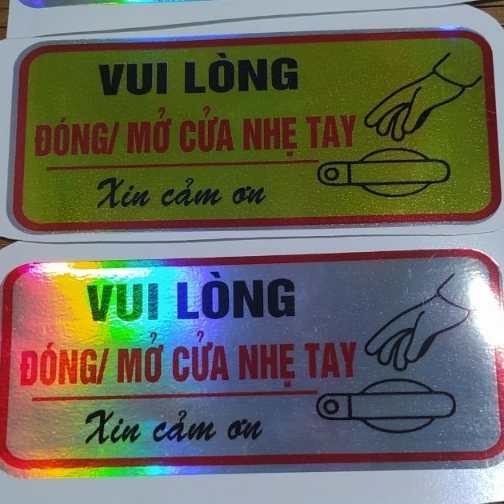 VUI LÒNG
ĐÓNG/ MỞ CỬA NHẸ TAY
Xin cảm ơn
VUI LÒNG
ĐÓNG/ MỞ CỬA NHẸ TAY
Xin cảm ơn